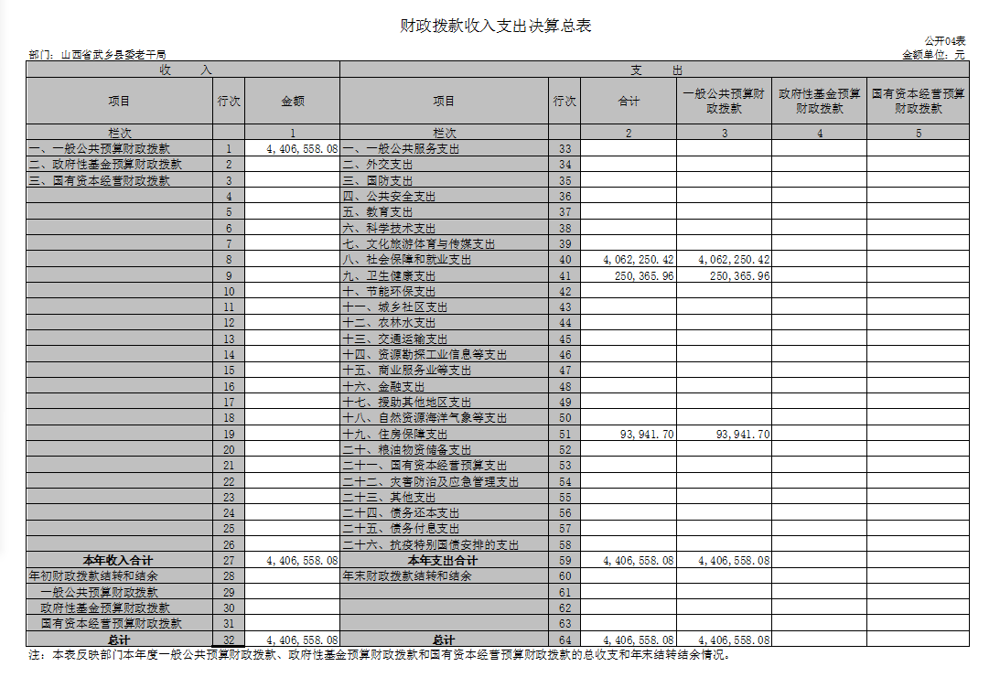 财政拨款收入支出决算总表
公开04表
部门：山西省武乡县委老干局 金额单位：元
收 入 支 出
项目 行次 金额 项目 行次 合计 一般公共预算财政拨款 政府性基金预算财政拨款 国有资本经营预算财政拨款
栏次 1 栏次 2 3 4 5
一、一般公共预算财政拨款 1 4,406,558.08 一、一般公共服务支出 33
二、政府性基金预算财政拨款 2 二、外交支出 34
三、国有资本经营财政拨款 3 三、国防支出 35
4 四、公共安全支出 36
5 五、教育支出 37
6 六、科学技术支出 38
7 七、文化旅游体育与传媒支出 39
8 八、社会保障和就业支出 40 4,062,250.42 4,062,250.42
9 九、卫生健康支出 41 250,365.96 250,365.96
10 十、节能环保支出 42
11 十一、城乡社区支出 43
12 十二、农林水支出 44
13 十三、交通运输支出 45
14 十四、资源勘探工业信息等支出 46
15 十五、商业服务业等支出 47
16 十六、金融支出 48
17 十七、援助其他地区支出 49
18 十八、自然资源海洋气象等支出 50
19 十九、住房保障支出 51 93,941.70 93,941.70
20 二十、粮油物资储备支出 52
21 二十一、国有资本经营预算支出 53
22 二十二、灾害防治及应急管理支出 54
23 二十三、其他支出 55
24 二十四、债务还本支出 56
25 二十五、债务付息支出 57
26 二十六、抗疫特别国债安排的支出 58
本年收入合计 27 4,406,558.08 本年支出合计 59 4,406,558.08 4,406,558.08
年初财政拨款结转和结余 28 年末财政拨款结转和结余 60
一般公共预算财政拨款 29 61
政府性基金预算财政拨款 30 62
国有资本经营预算财政拨款 31 63
总计 32 4,406,558.08 总计 64 4,406,558.08 4,406,558.08
注：本表反映部门本年度一般公共预算财政拨款、政府性基金预算财政拨款和国有资本经营预算财政拨款的总收支和年末结转结余情况。